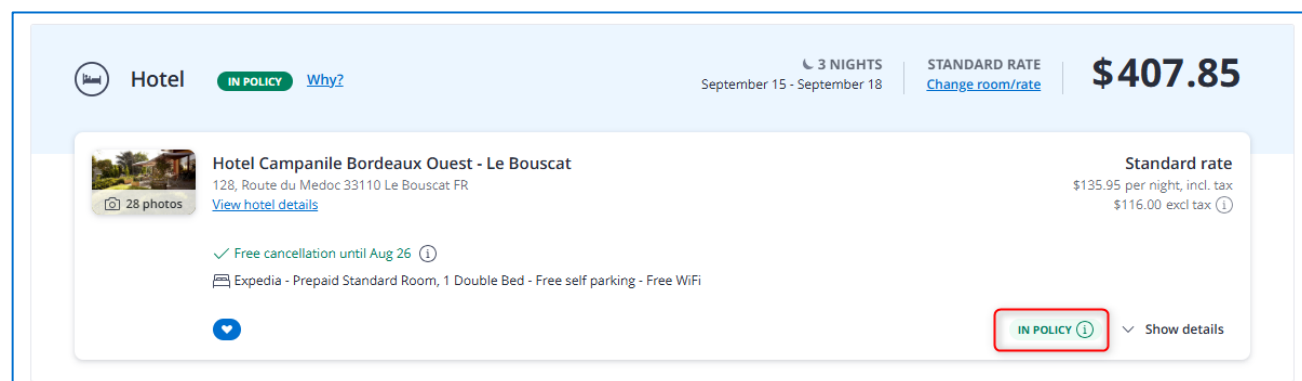 Hotel IN POLICY Why?
3 NIGHTS
September 15 - September 18
STANDARD RATE
Change room/rate
$407.85
28 photos
Hotel Campanile Bordeaux Ouest - Le Bouscat
128, Route du Medoc 33110 Le Bouscat FR
View hotel details
Standard rate
$135.95 per night, incl. tax
$116.00 excl tax
Free cancellation until Aug 26
Expedia - Prepaid Standard Room, 1 Double Bed - Free self parking - Free WiFi
IN POLICY Show details